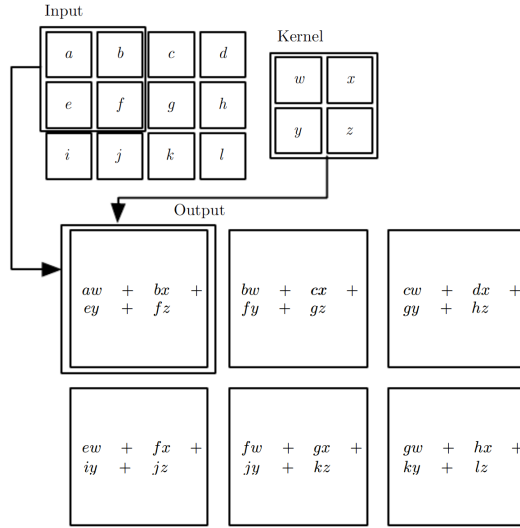 Input
a b c d
Kernel
w x
e f g h
y z
i j k l
Output
aw + bx +
ey + fz
bw + cx +
fy + gz
cw + dx +
gy + hz
ew + fx +
iy + jz
fw + gx +
jy + kz
gw + hx +
ky + lz